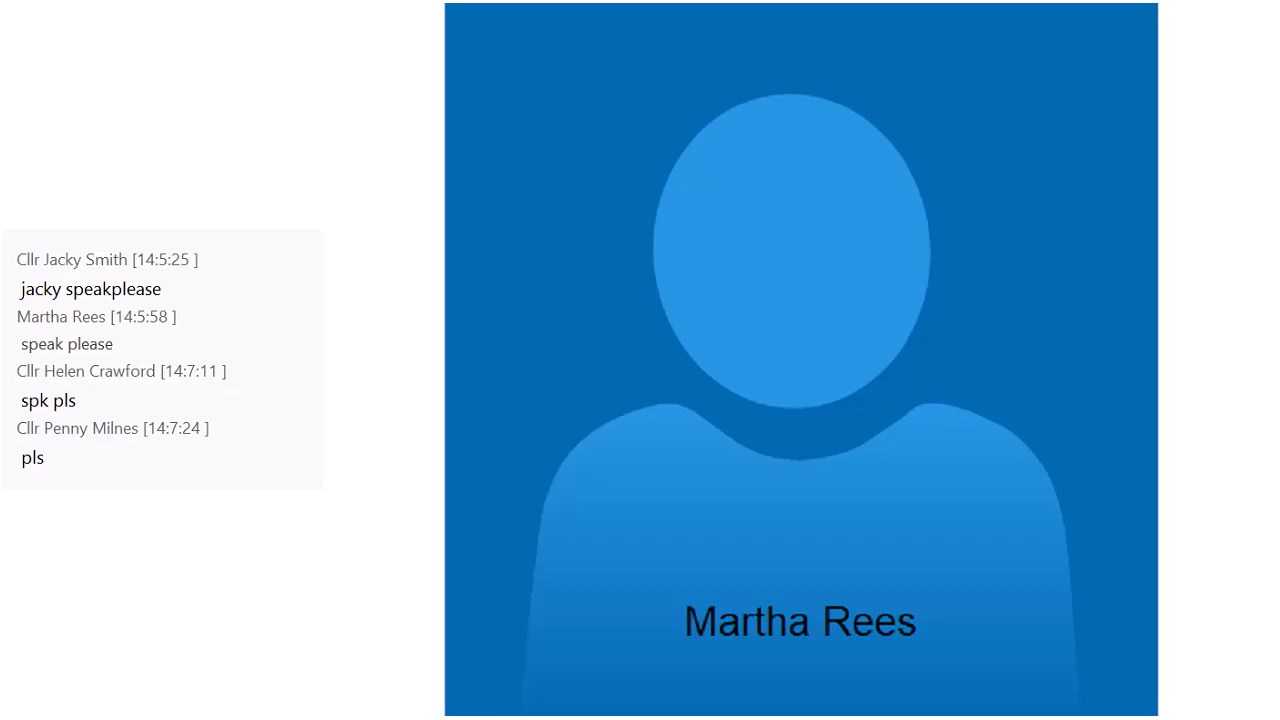 Cllr Jacky Smith [14:5:25 ]
jacky speakplease
Martha Rees [14:5:58 ]
speak please
Cllr Helen Crawford [14:7:11 ]
spk pls
Cllr Penny Milnes [14:7:24 ]
pls
Martha Rees